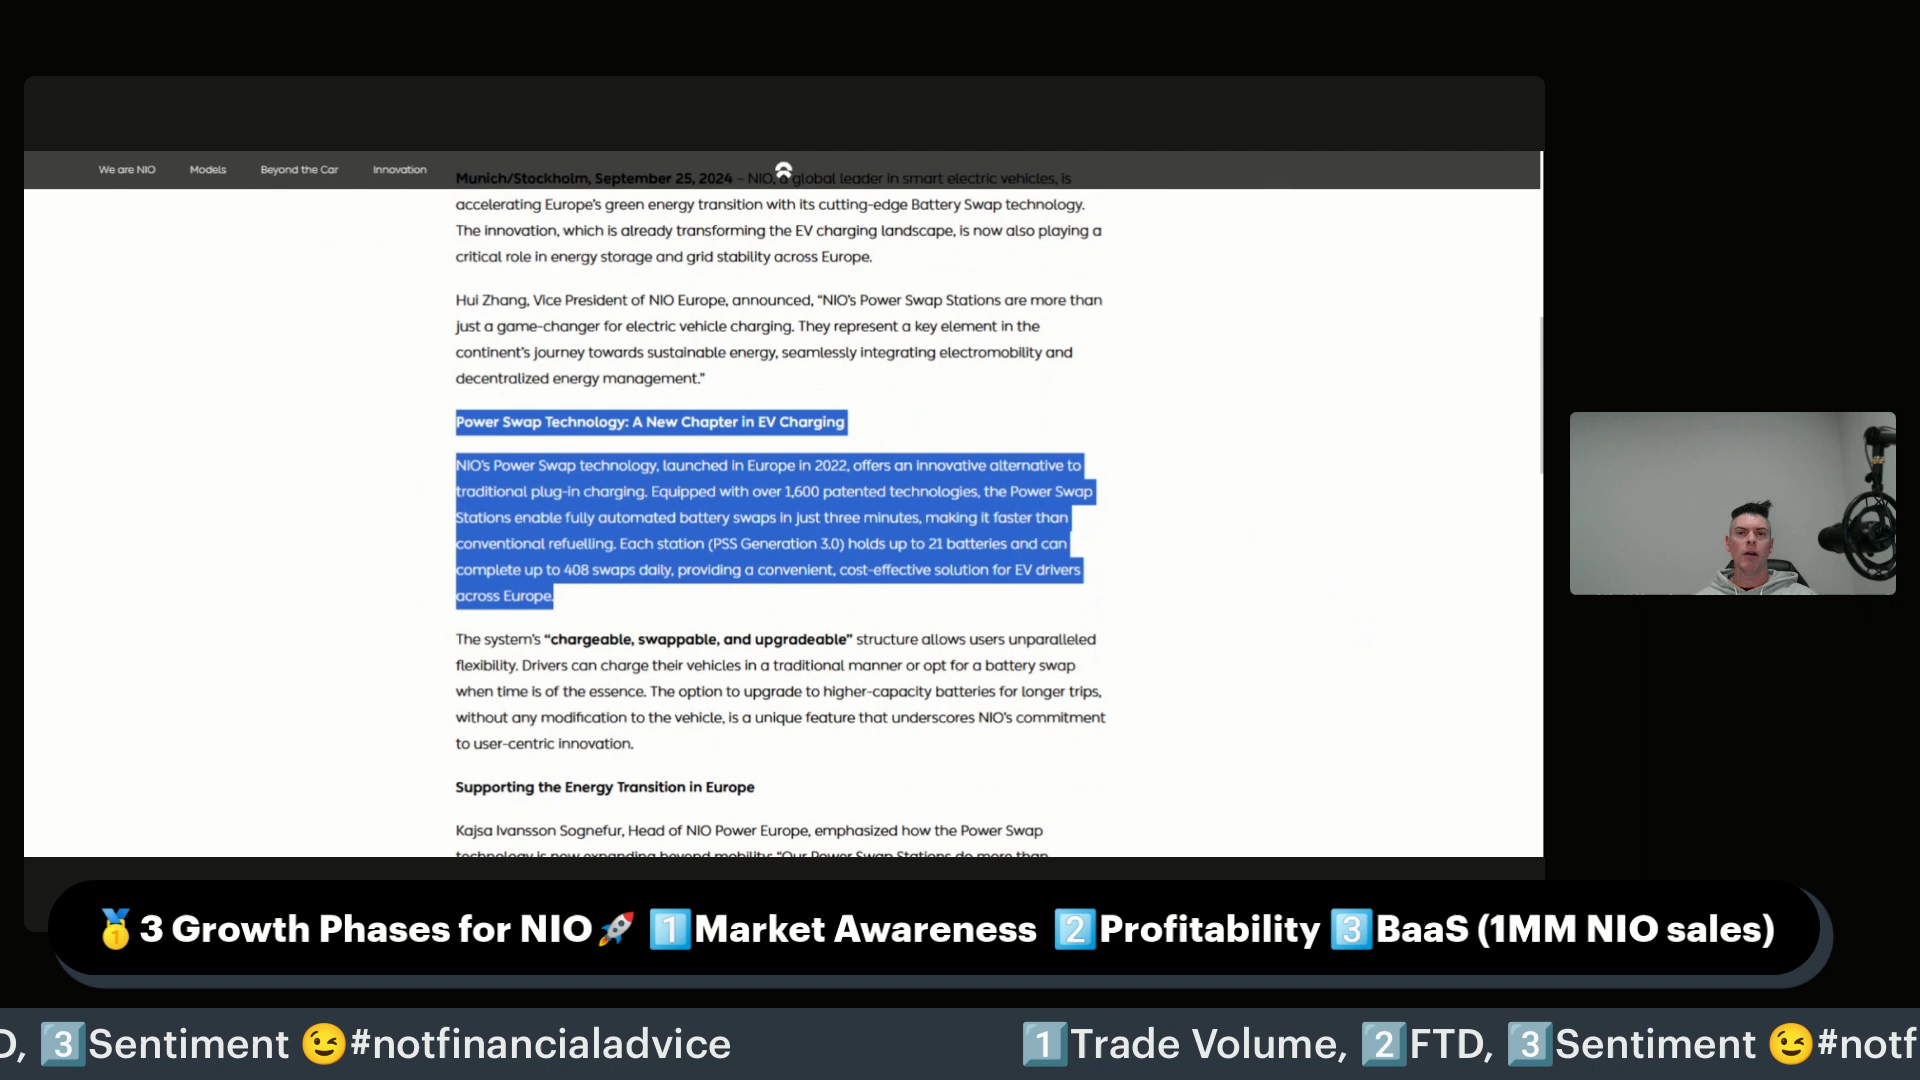 We are NIO Models Beyond the Car Innovation
Munich/Stockholm, September 25, 2024 – NIO, a global leader in smart electric vehicles, is
accelerating Europe's green energy transition with its cutting-edge Battery Swap technology.
The innovation, which is already transforming the EV charging landscape, is now also playing a
critical role in energy storage and grid stability across Europe.
Hui Zhang, Vice President of NIO Europe, announced, “NIO's Power Swap Stations are more than
just a game-changer for electric vehicle charging. They represent a key element in the
continent's journey towards sustainable energy, seamlessly integrating electromobility and
decentralized energy management.”
Power Swap Technology: A New Chapter in EV Charging
NIO's Power Swap technology, launched in Europe in 2022, offers an innovative alternative to
traditional plug-in charging. Equipped with over 1,600 patented technologies, the Power Swap
Stations enable fully automated battery swaps in just three minutes, making it faster than
conventional refuelling. Each station (PSS Generation 3.0) holds up to 21 batteries and can
complete up to 408 swaps daily, providing a convenient, cost-effective solution for EV drivers
across Europe.
The system's “chargeable, swappable, and upgradeable” structure allows users unparalleled
flexibility. Drivers can charge their vehicles in a traditional manner or opt for a battery swap
when time is of the essence. The option to upgrade to higher-capacity batteries for longer trips,
without any modification to the vehicle, is a unique feature that underscores NIO's commitment
to user-centric innovation.
Supporting the Energy Transition in Europe
Kajsa Ivansson Sognefur, Head of NIO Power Europe, emphasized how the Power Swap
technology is now expanding beyond mobility: “Our Power Swap Stations do more than
🥇3 Growth Phases for NIO🚀 1️⃣Market Awareness 2️⃣Profitability 3️⃣BaaS (1MM NIO sales)
D, 3️⃣Sentiment 😉#notfinancialadvice 1️⃣Trade Volume, 2️⃣FTD, 3️⃣Sentiment 😉#notf